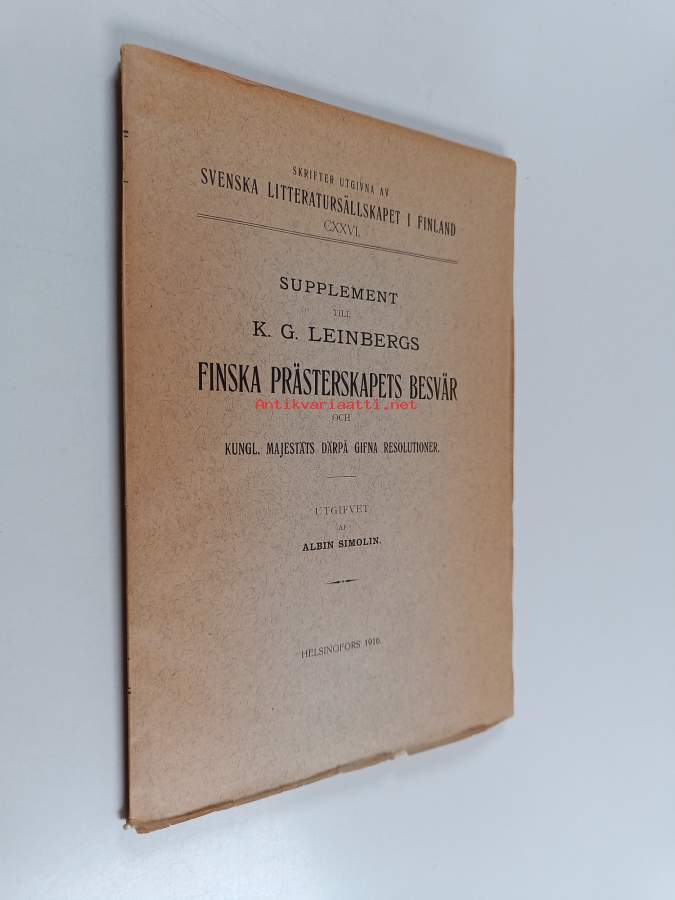 SKRIFTER UTGIVNA AV
SVENSKA LITTERATURSÄLLSKAPET I FINLAND
CXXVI.
SUPPLEMENT
TILL
K. G. LEINBERGS
FINSKA PRÄSTERSKAPETS BESVÄR
Antikvariaatti.net
OCH
KUNGL. MAJESTÄTS DÄRPÅ GIFNA RESOLUTIONER.
UTGIFVET
AF
ALBIN SIMOLIN.
HELSINGFORS 1916.